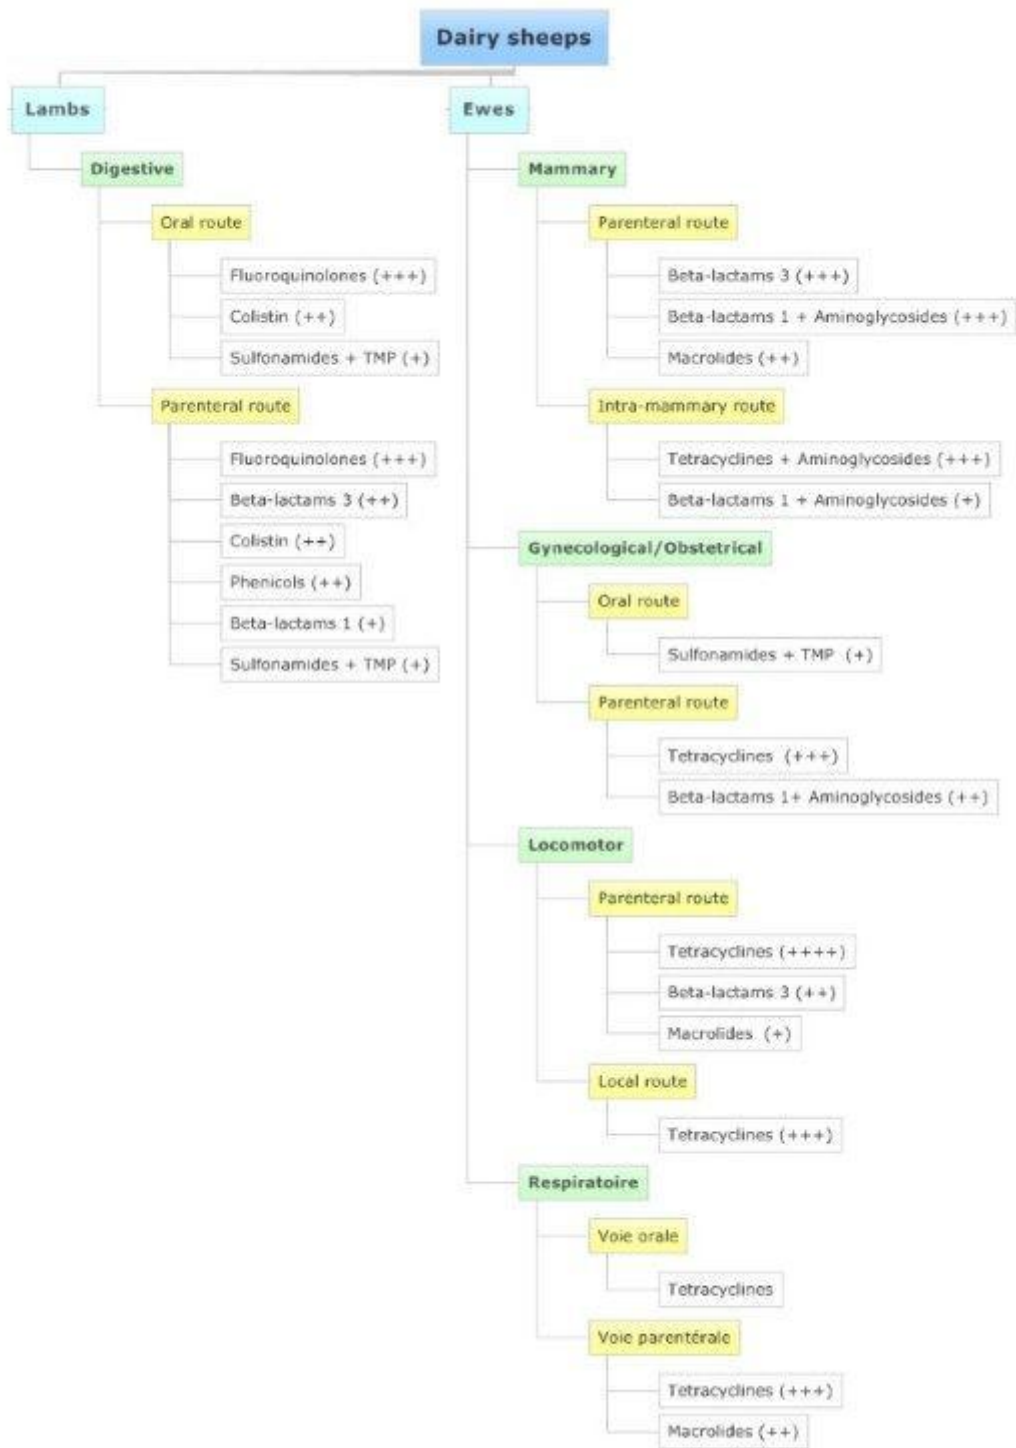 Dairy sheeps
Lambs
Digestive
Oral route
Fluoroquinolones (+++)
Colistin (++)
Sulfonamides + TMP (+)
Parenteral route
Fluoroquinolones (+++)
Beta-lactams 3 (++)
Colistin (++)
Phenicols (++)
Beta-lactams 1 (+)
Sulfonamides + TMP (+)
Ewes
Mammary
Parenteral route
Beta-lactams 3 (+++)
Beta-lactams 1 + Aminoglycosides (+++)
Macrolides (++)
Intra-mammary route
Tetracyclines + Aminoglycosides (+++)
Beta-lactams 1 + Aminoglycosides (+)
Gynecological/Obstetrical
Oral route
Sulfonamides + TMP (+)
Parenteral route
Tetracyclines (+++)
Beta-lactams 1+ Aminoglycosides (++)
Locomotor
Parenteral route
Tetracyclines (++++)
Beta-lactams 3 (++)
Macrolides (+)
Local route
Tetracyclines (+++)
Respiratoire
Voie orale
Tetracyclines
Voie parentérale
Tetracyclines (+++)
Macrolides (++)